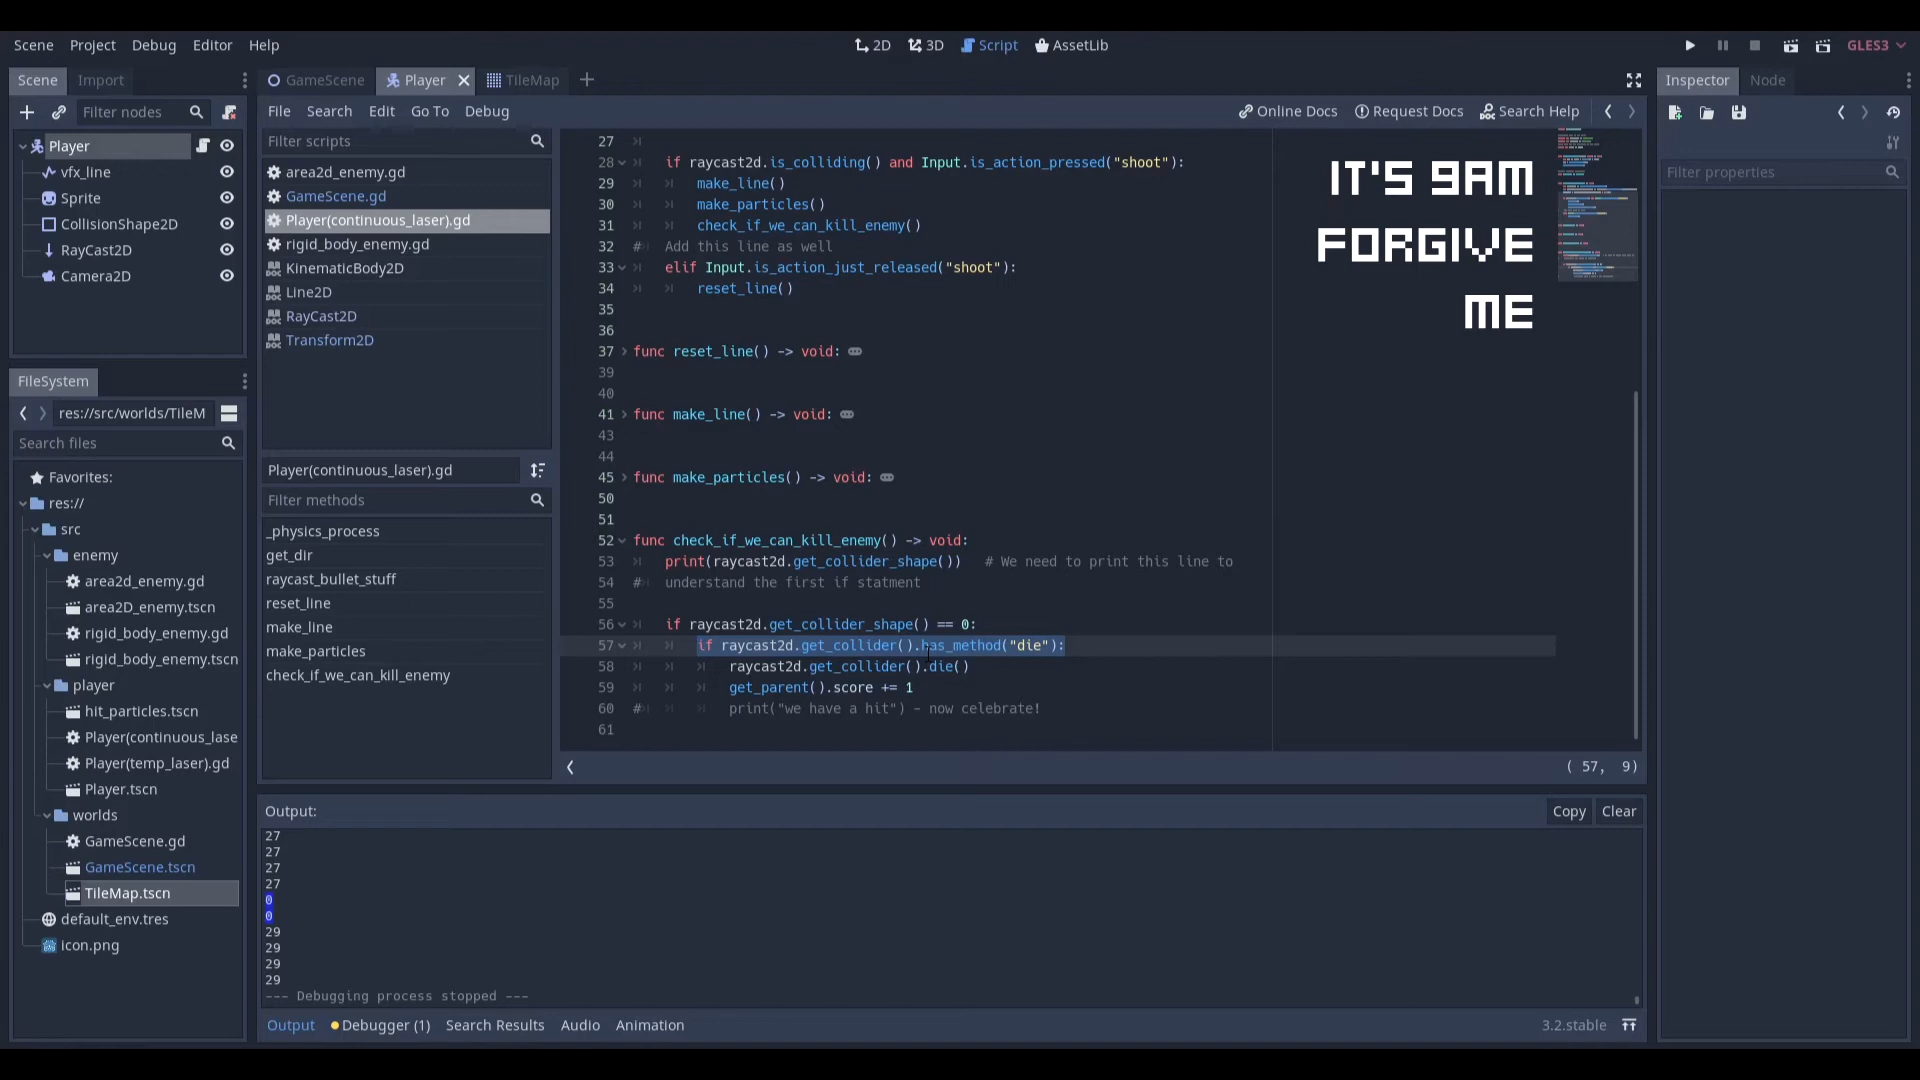 Scene Project Debug Editor Help
2D 3D Script AssetLib
GLES3
Scene Import
Filter nodes
Player
vfx_line
Sprite
CollisionShape2D
RayCast2D
Camera2D
FileSystem
res://src/worlds/TileM
Search files
Favorites:
res://
src
enemy
area2d_enemy.gd
area2D_enemy.tscn
rigid_body_enemy.gd
rigid_body_enemy.tscn
player
hit_particles.tscn
Player(continuous_lase
Player(temp_laser).gd
Player.tscn
worlds
GameScene.gd
GameScene.tscn
TileMap.tscn
default_env.tres
icon.png
GameScene Player TileMap
File Search Edit Go To Debug
Online Docs Request Docs Search Help
Filter scripts
area2d_enemy.gd
GameScene.gd
Player(continuous_laser).gd
rigid_body_enemy.gd
KinematicBody2D
Line2D
RayCast2D
Transform2D
Player(continuous_laser).gd
Filter methods
_physics_process
get_dir
raycast_bullet_stuff
reset_line
make_line
make_particles
check_if_we_can_kill_enemy
27
28 if raycast2d.is_colliding() and Input.is_action_pressed("shoot"):
29 make_line()
30 make_particles()
31 check_if_we_can_kill_enemy()
32 # Add this line as well
33 elif Input.is_action_just_released("shoot"):
34 reset_line()
35
36
37 func reset_line() -> void:
39
40
41 func make_line() -> void:
43
44
45 func make_particles() -> void:
50
51
52 func check_if_we_can_kill_enemy() -> void:
53 print(raycast2d.get_collider_shape()) # We need to print this line to
54 # understand the first if statment
55
56 if raycast2d.get_collider_shape() == 0:
57 if raycast2d.get_collider().has_method("die"):
58 raycast2d.get_collider().die()
59 get_parent().score += 1
60 # print("we have a hit") - now celebrate!
61
( 57, 9)
IT'S 9AM
FORGIVE
ME
Output:
Copy Clear
27
27
27
27
0
0
29
29
29
29
--- Debugging process stopped ---
Output Debugger (1) Search Results Audio Animation
3.2.stable
Inspector Node
Filter properties